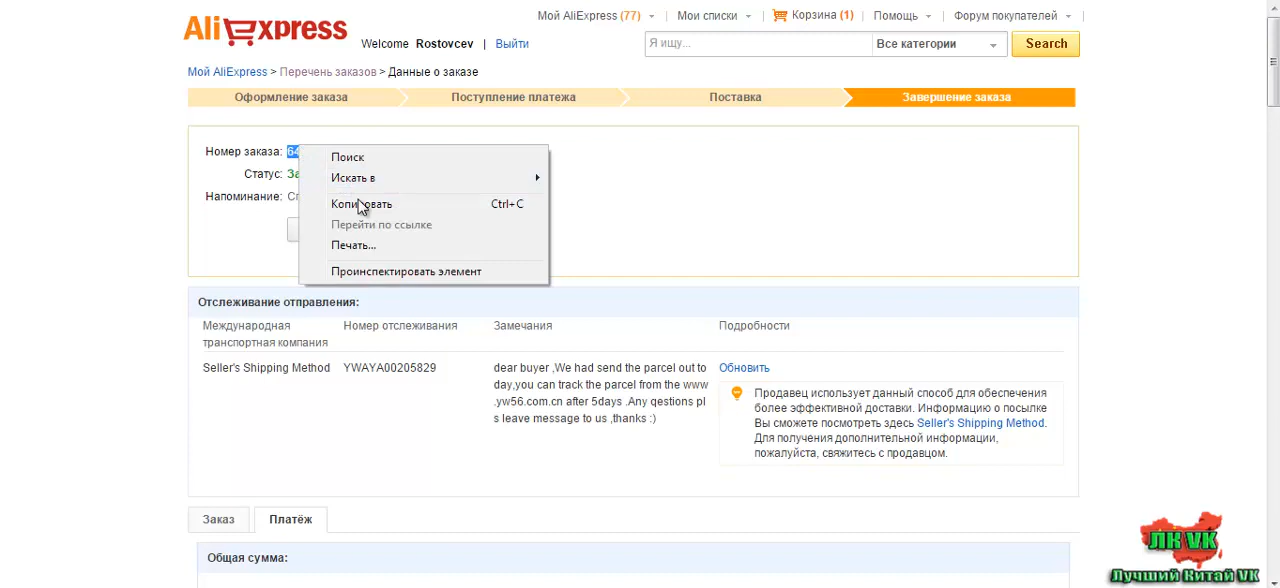 AliExpress
Мой AliExpress (77) | Мои списки | Корзина (1) | Помощь | Форум покупателей |
Welcome Rostovcev | Выйти
Я ищу... Все категории Search
Мой AliExpress > Перечень заказов > Данные о заказе
Оформление заказа Поступление платежа Поставка Завершение заказа
Номер заказа: 64
Статус: За
Напоминание: Сп
Поиск
Искать в
Копировать Ctrl+C
Перейти по ссылке
Печать...
Проинспектировать элемент
Отслеживание отправления:
Международная Номер отслеживания Замечания Подробности
транспортная компания
Seller's Shipping Method YWAYA00205829 dear buyer ,We had send the parcel out to Обновить
day,you can track the parcel from the www
.yw56.com.cn after 5days .Any qestions pl
s leave message to us ,thanks :)
Продавец использует данный способ для обеспечения
более эффективной доставки. Информацию о посылке
Вы сможете посмотреть здесь Seller's Shipping Method.
Для получения дополнительной информации,
пожалуйста, свяжитесь с продавцом.
Заказ Платёж
Общая сумма:
ЛК VK
Лучший Китай VK